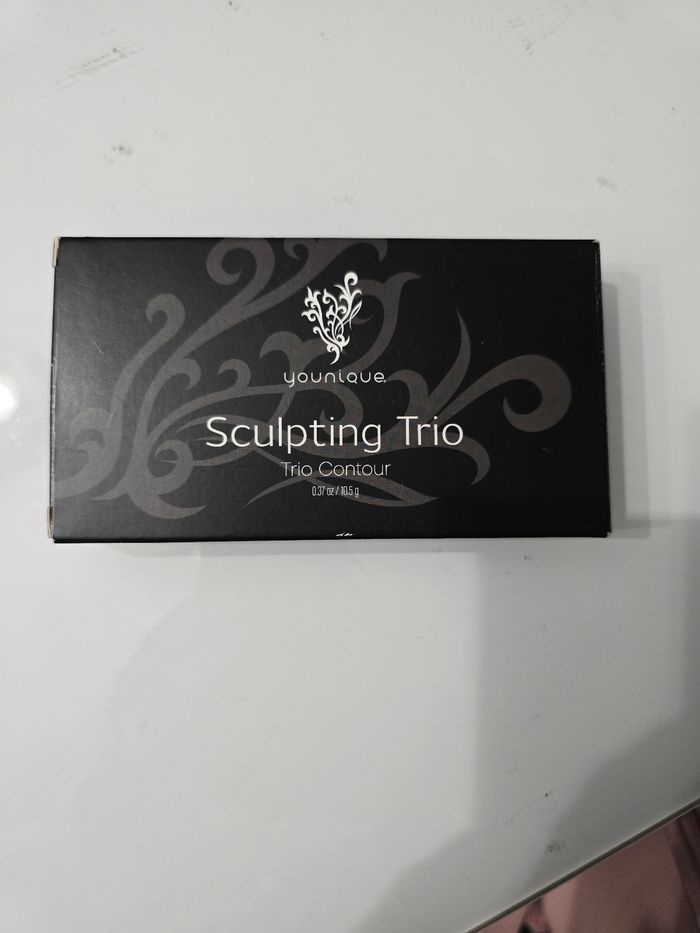 younique
Sculpting Trio
Trio Contour
0.37 oz / 10.5 g